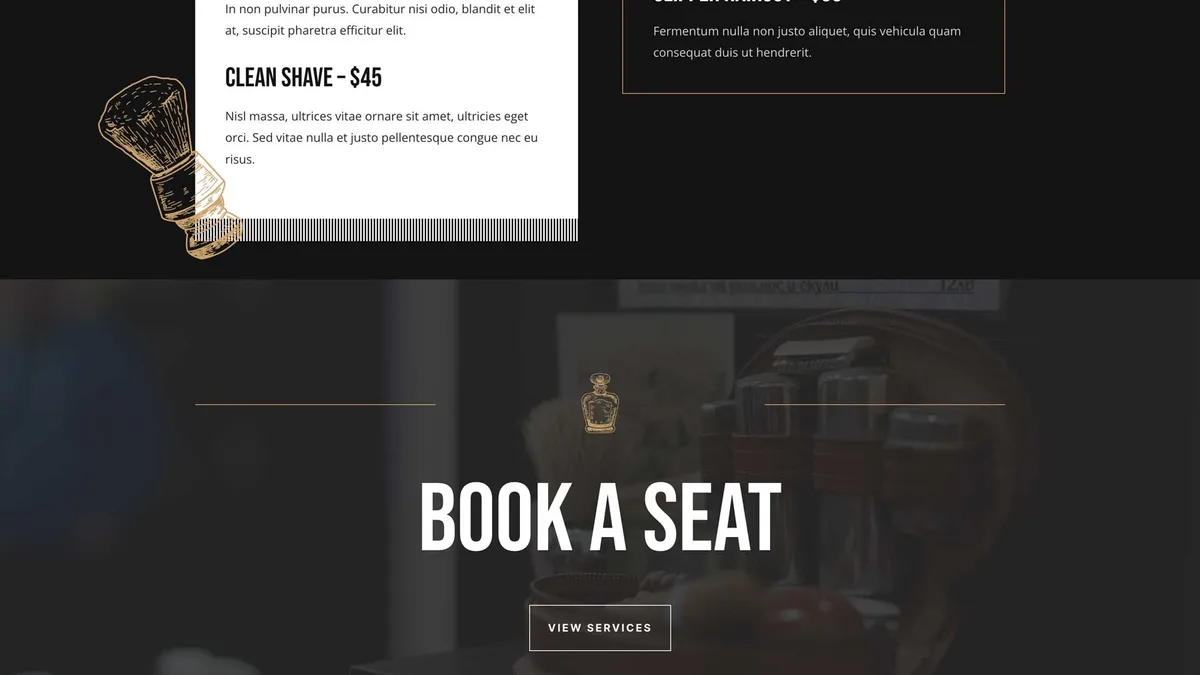 In non pulvinar purus. Curabitur nisi odio, blandit et elit
at, suscipit pharetra efficitur elit.
CLEAN SHAVE – $45
Nisl massa, ultrices vitae ornare sit amet, ultricies eget
orci. Sed vitae nulla et justo pellentesque congue nec eu
risus.
Fermentum nulla non justo aliquet, quis vehicula quam
consequat duis ut hendrerit.
BOOK A SEAT
VIEW SERVICES